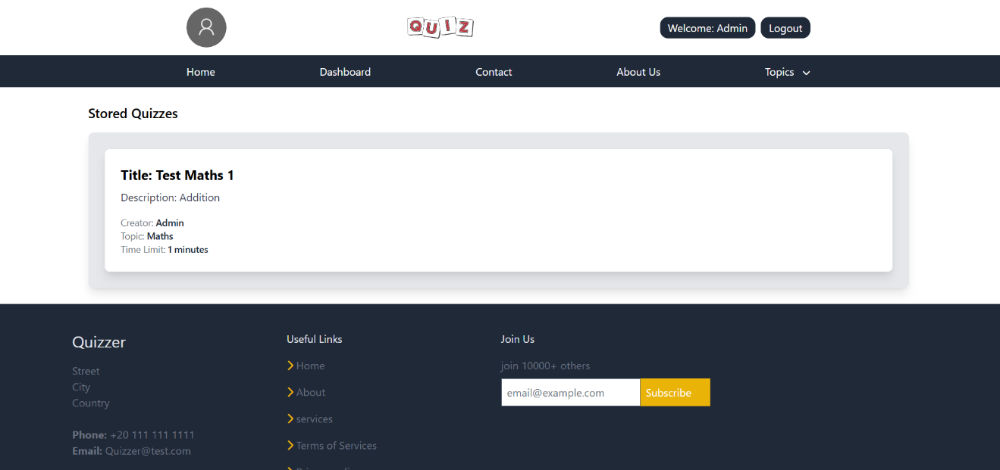 QUIZ
Welcome: Admin
Logout
Home
Dashboard
Contact
About Us
Topics
Stored Quizzes
Title: Test Maths 1
Description: Addition
Creator: Admin
Topic: Maths
Time Limit: 1 minutes
Quizzer
Street
City
Country
Phone: +20 111 111 1111
Email: Quizzer@test.com
Useful Links
Home
About
services
Terms of Services
Join Us
join 10000+ others
email@example.com
Subscribe